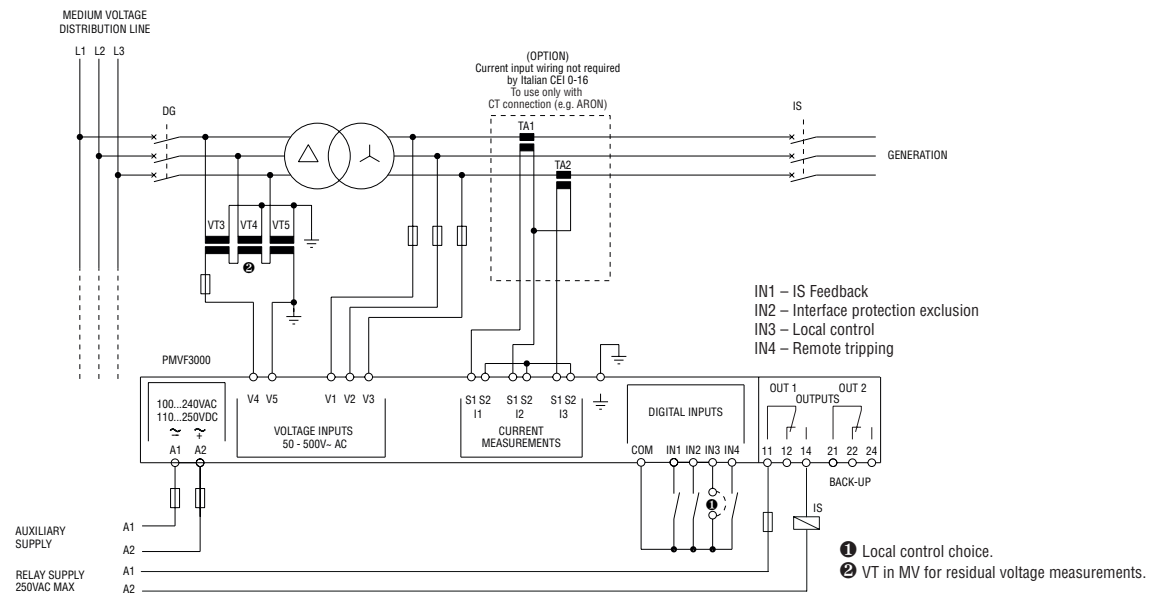 MEDIUM VOLTAGE
DISTRIBUTION LINE
L1 L2 L3
(OPTION)
Current input wiring not required
by Italian CEI 0-16
To use only with
CT connection (e.g. ARON)
DG
TA1
IS
GENERATION
TA2
VT3 VT4 VT5
❷
IN1 – IS Feedback
IN2 – Interface protection exclusion
IN3 – Local control
IN4 – Remote tripping
PMVF3000
100...240VAC
110...250VDC
~ ~
– +
A1 A2
V4 V5 V1 V2 V3
VOLTAGE INPUTS
50 - 500V~ AC
S1 S2 S1 S2 S1 S2
I1 I2 I3
CURRENT
MEASUREMENTS
DIGITAL INPUTS
COM IN1 IN2 IN3 IN4
OUT 1 OUT 2
OUTPUTS
11 12 14 21 22 24
BACK-UP
❶
IS
AUXILIARY
SUPPLY
A1
A2
RELAY SUPPLY
250VAC MAX
A1
A2
❶ Local control choice.
❷ VT in MV for residual voltage measurements.